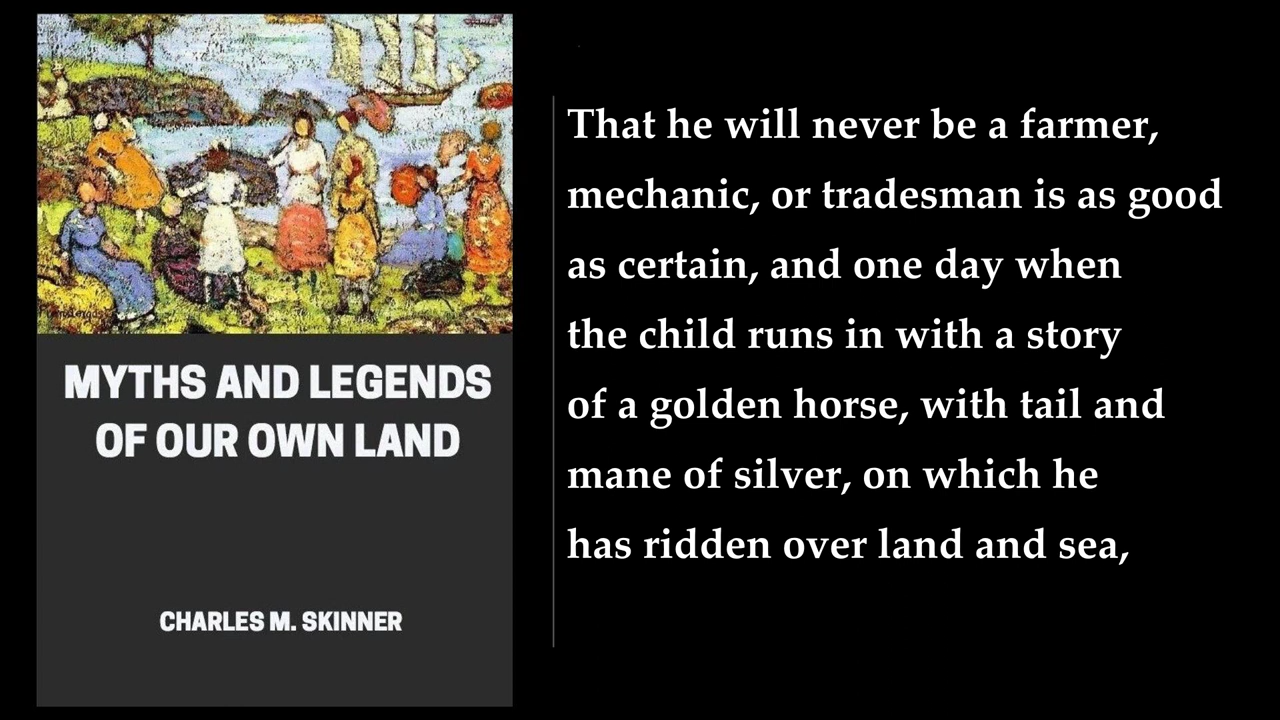 MYTHS AND LEGENDS
OF OUR OWN LAND
CHARLES M. SKINNER
That he will never be a farmer,
mechanic, or tradesman is as good
as certain, and one day when
the child runs in with a story
of a golden horse, with tail and
mane of silver, on which he
has ridden over land and sea,